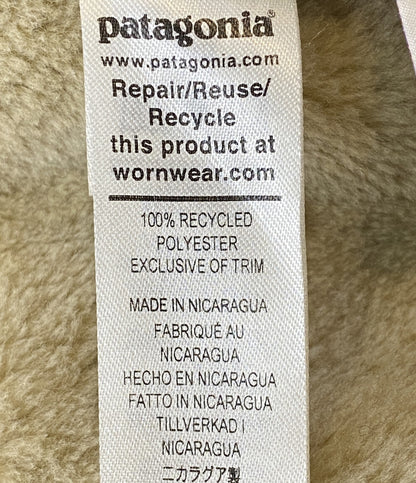 patagonia®
www.patagonia.com
Repair/Reuse/
Recycle
this product at
wornwear.com
100% RECYCLED
POLYESTER
EXCLUSIVE OF TRIM
MADE IN NICARAGUA
FABRIQUÉ AU
NICARAGUA
HECHO EN NICARAGUA
FATTO IN NICARAGUA
TILLVERKAD I
NICARAGUA
ニカラグア製